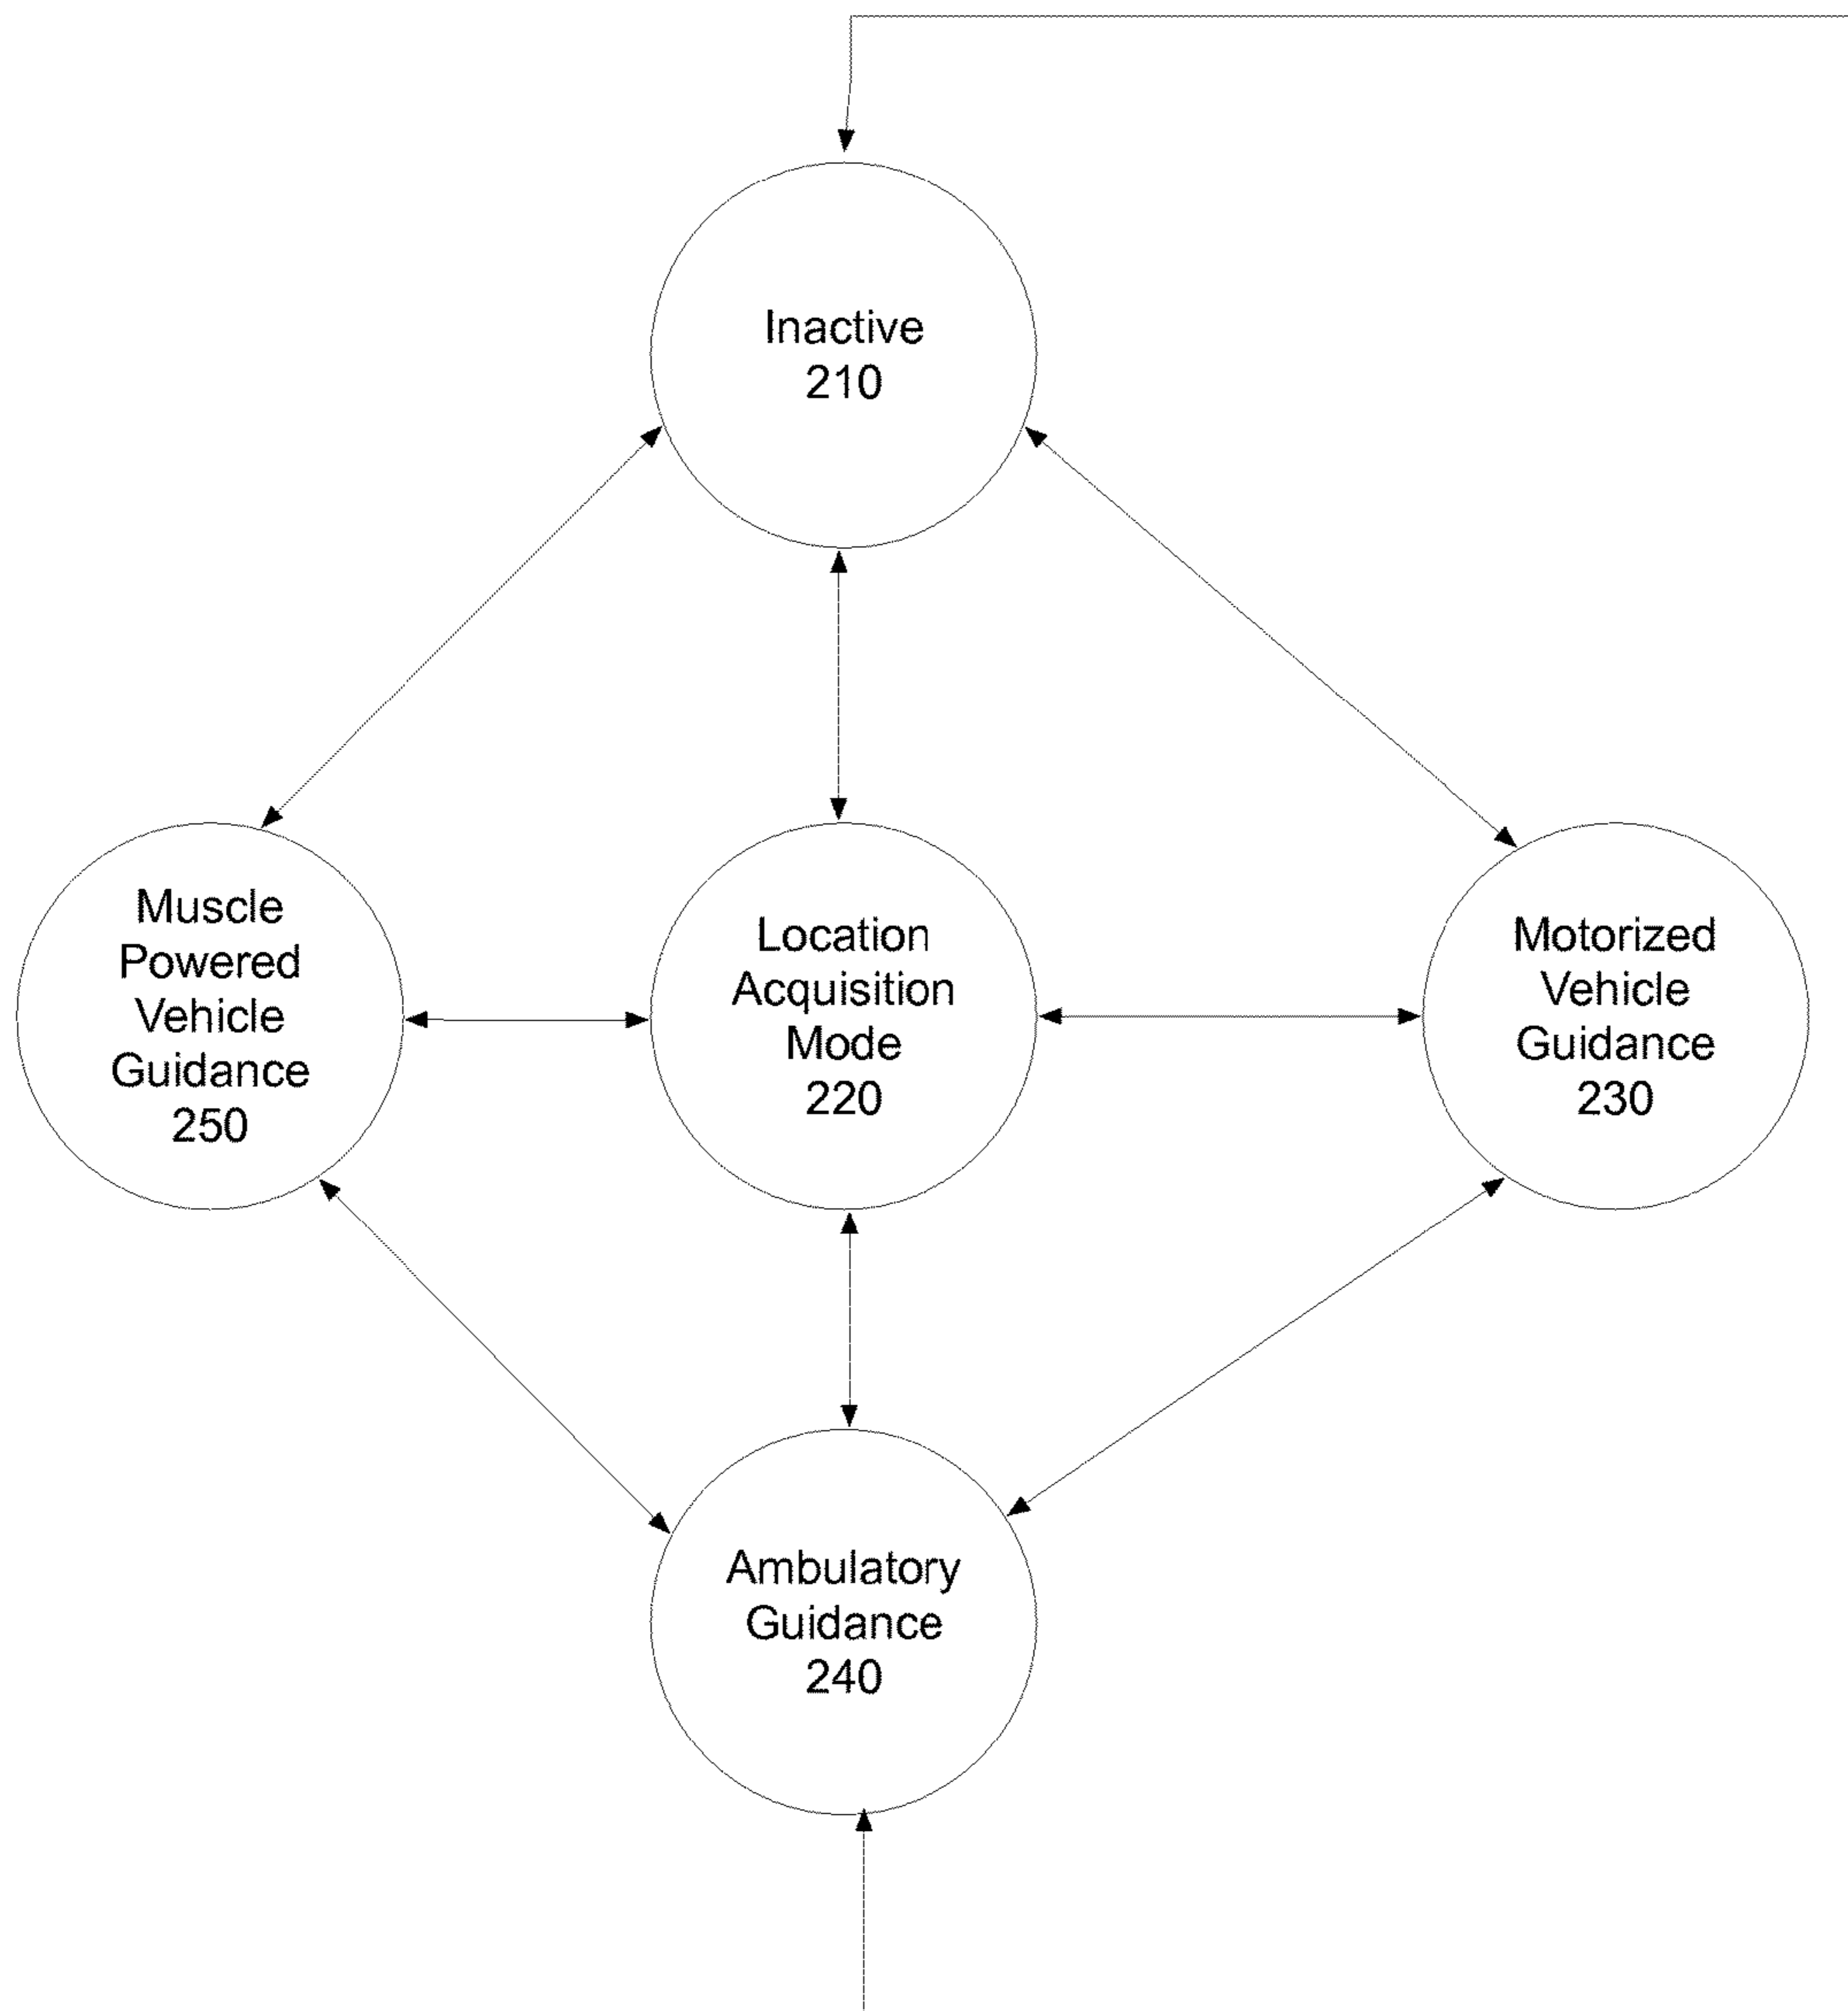 Inactive
210
Muscle
Powered
Vehicle
Guidance
250
Location
Acquisition
Mode
220
Motorized
Vehicle
Guidance
230
Ambulatory
Guidance
240